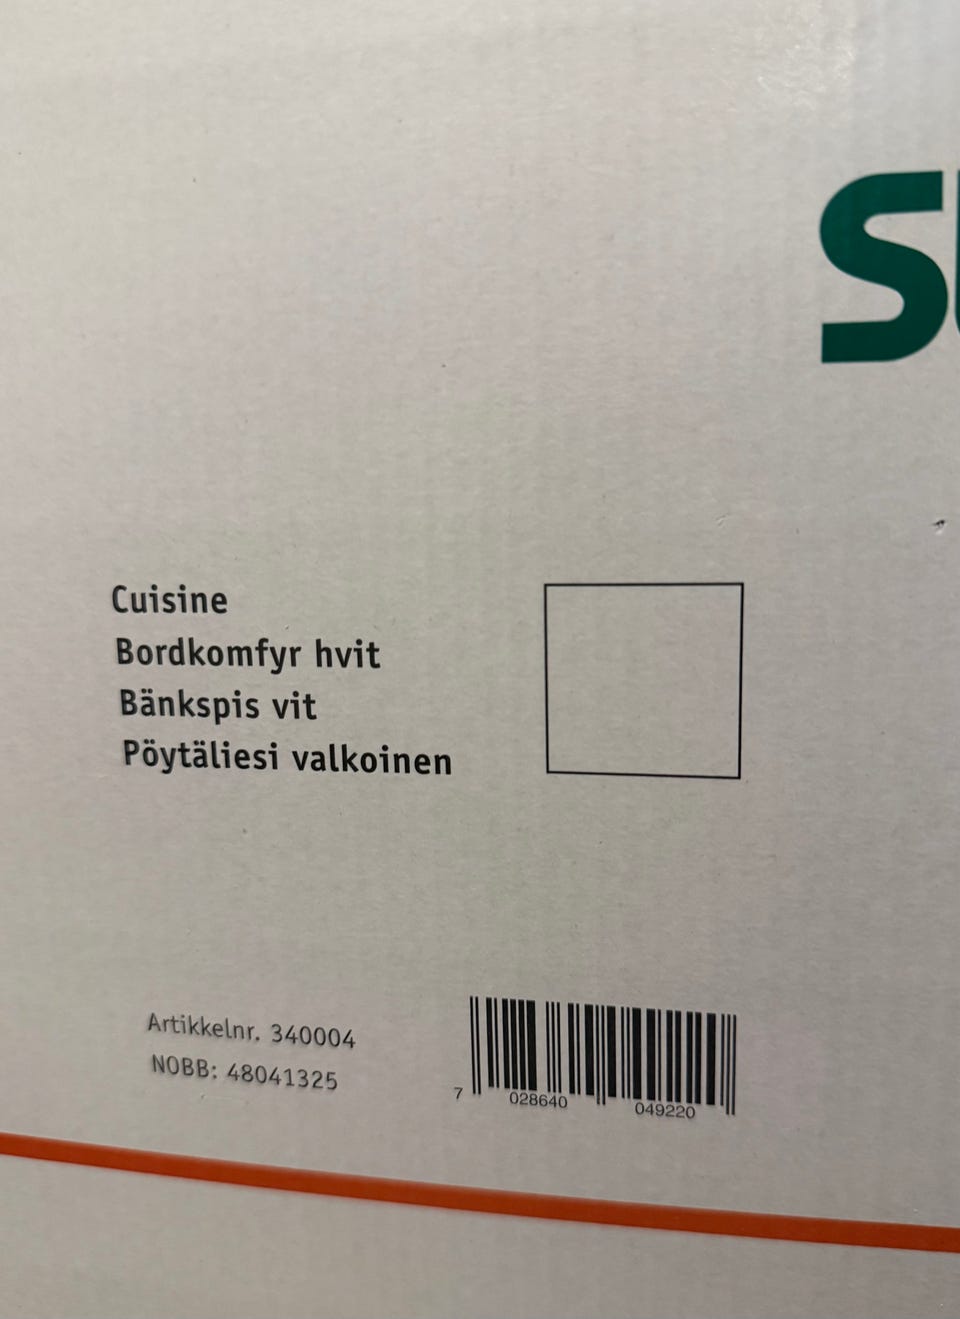 Cuisine
Bordkomfyr hvit
Bänkspis vit
Pöytäliesi valkoinen
Artikkelnr. 340004
NOBB: 48041325
7 028640 049220